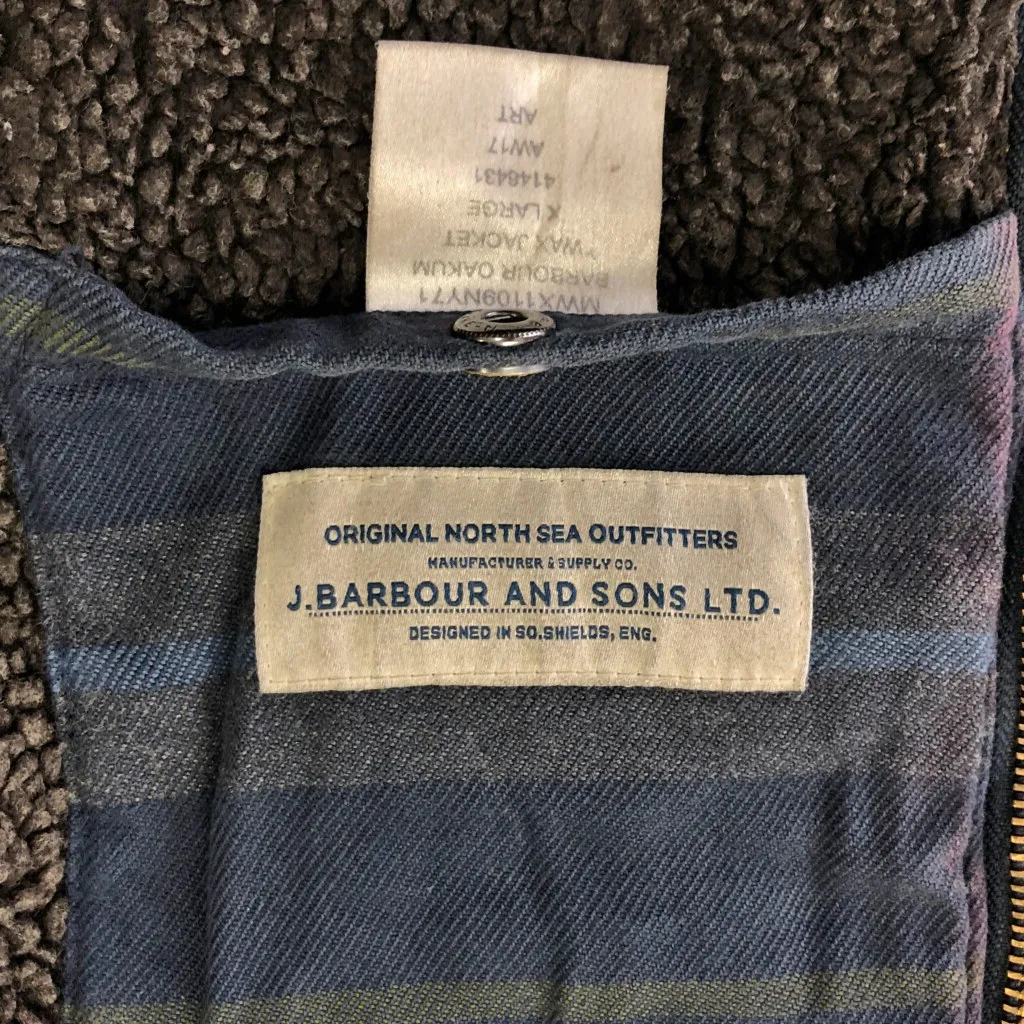 MWX1109NY71
BARBOUR OAKUM
WAX JACKET
X LARGE
4148431
AW17
ART
ORIGINAL NORTH SEA OUTFITTERS
MANUFACTURER & SUPPLY CO.
J.BARBOUR AND SONS LTD.
DESIGNED IN SO.SHIELDS, ENG.